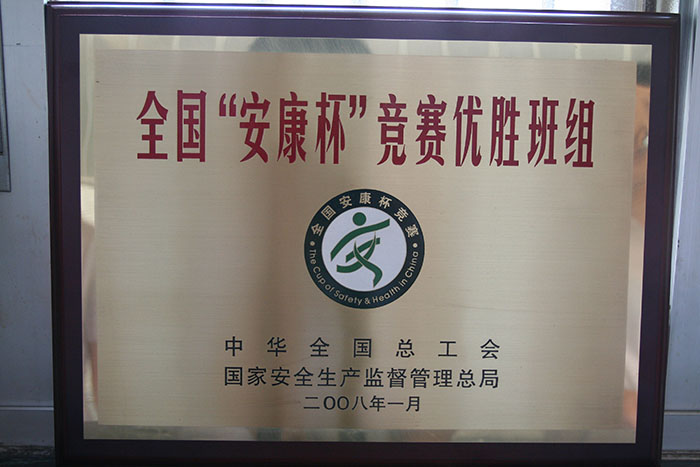 全国“安康杯”竞赛优胜班组
·全国安康杯竞赛·
The Cup of Safety & Health in China
中华全国总工会
国家安全生产监督管理总局
二〇〇八年一月